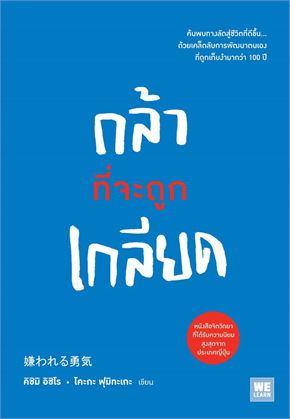 ค้นพบทางลัดสู่ชีวิตที่ดีขึ้น...
ด้วยเคล็ดลับการพัฒนาตนเอง
ที่ถูกเก็บงำมากว่า 100 ปี
กล้า
ที่จะถูก
เกลียด
หนังสือจิตวิทยา
ที่ได้รับความนิยม
สูงสุดจาก
ประเทศญี่ปุ่น
嫌われる勇気
คิชิมิ อิชิโร • โคะกะ ฟุมิทะเกะ เขียน
WE
LEARN